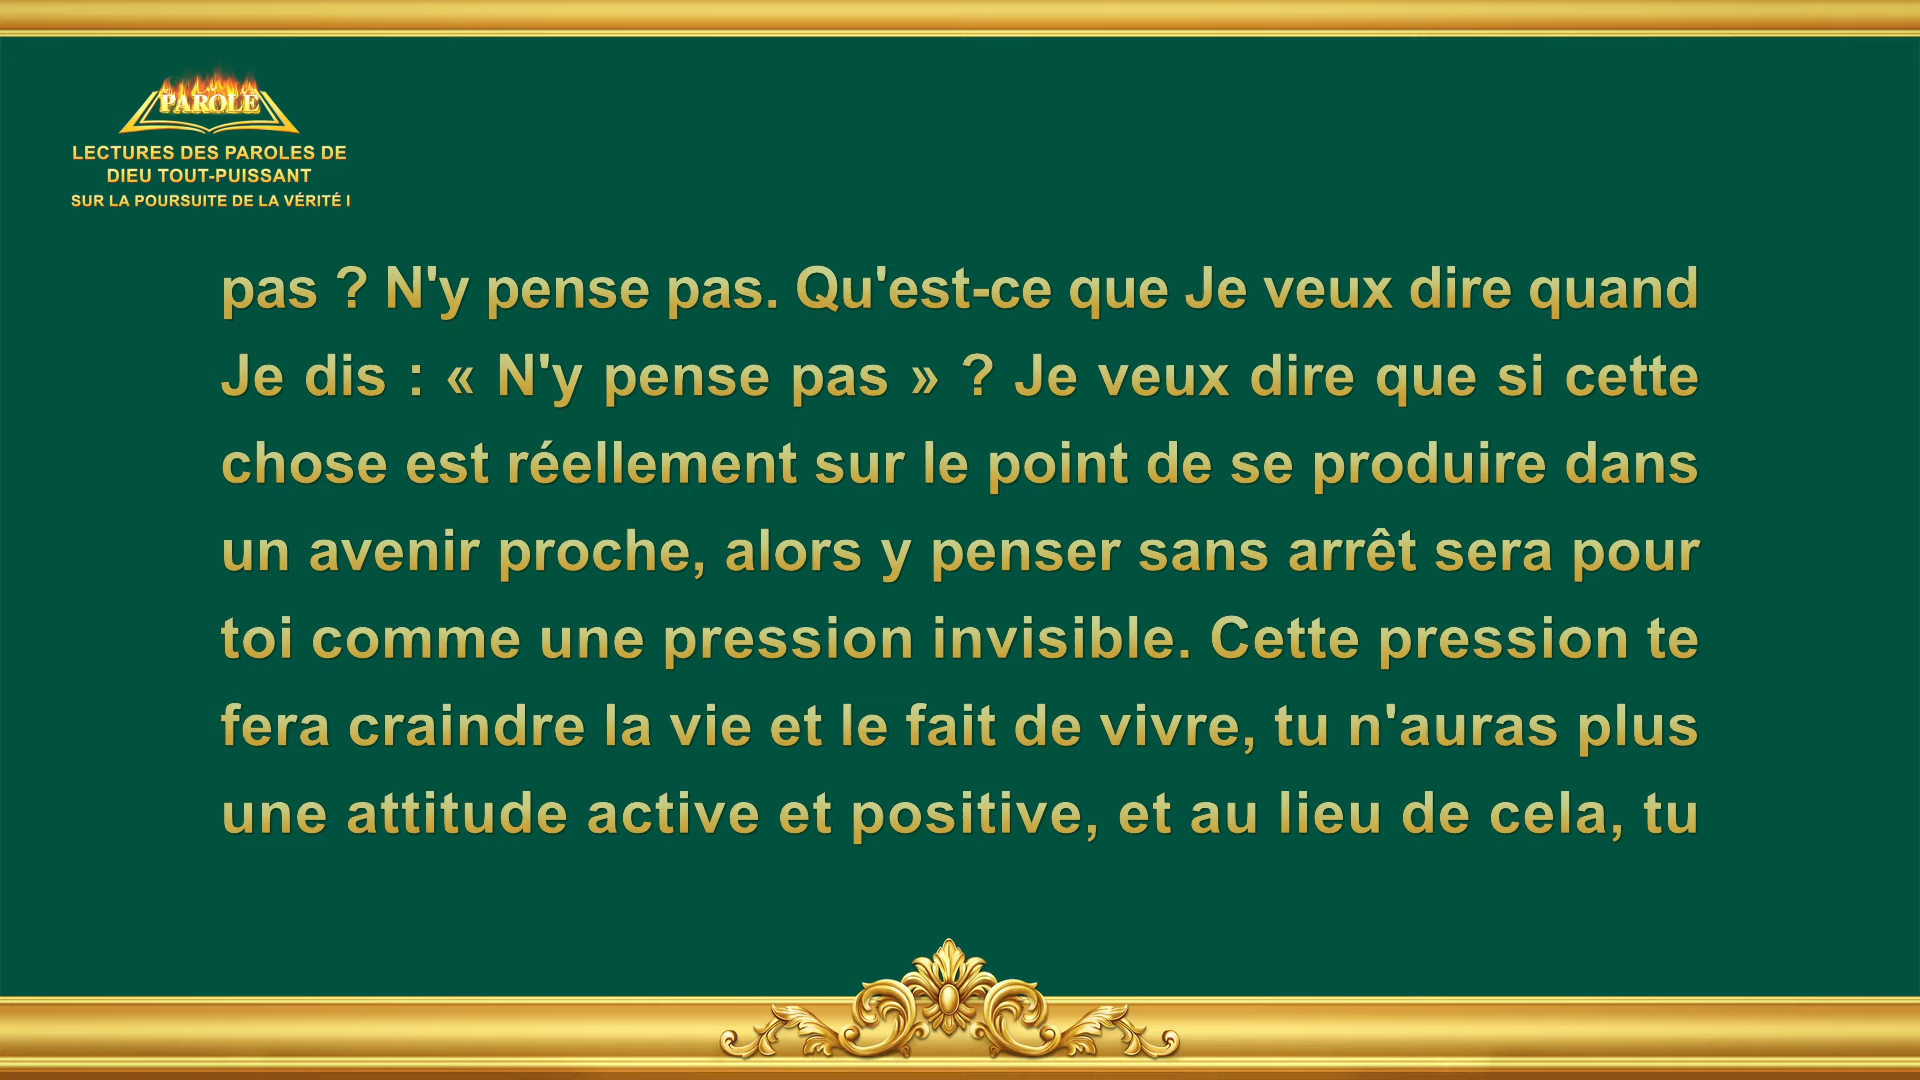 PAROLE
LECTURES DES PAROLES DE
DIEU TOUT-PUISSANT
SUR LA POURSUITE DE LA VÉRITÉ I
pas ? N'y pense pas. Qu'est-ce que Je veux dire quand
Je dis : « N'y pense pas » ? Je veux dire que si cette
chose est réellement sur le point de se produire dans
un avenir proche, alors y penser sans arrêt sera pour
toi comme une pression invisible. Cette pression te
fera craindre la vie et le fait de vivre, tu n'auras plus
une attitude active et positive, et au lieu de cela, tu